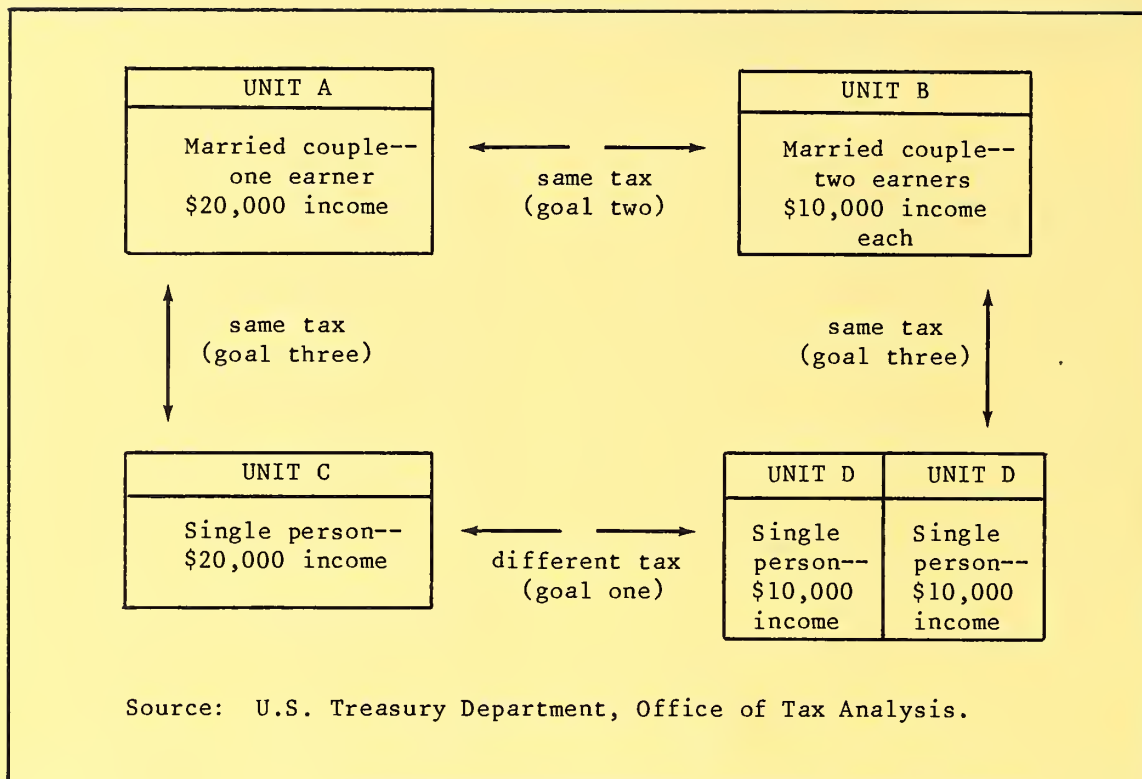 UNIT A
Married couple--
one earner
$20,000 income
same tax
(goal two)
UNIT B
Married couple--
two earners
$10,000 income
each
same tax
(goal three)
same tax
(goal three)
UNIT C
Single person--
$20,000 income
different tax
(goal one)
UNIT D
Single
person--
$10,000
income
UNIT D
Single
person--
$10,000
income
Source: U.S. Treasury Department, Office of Tax Analysis.